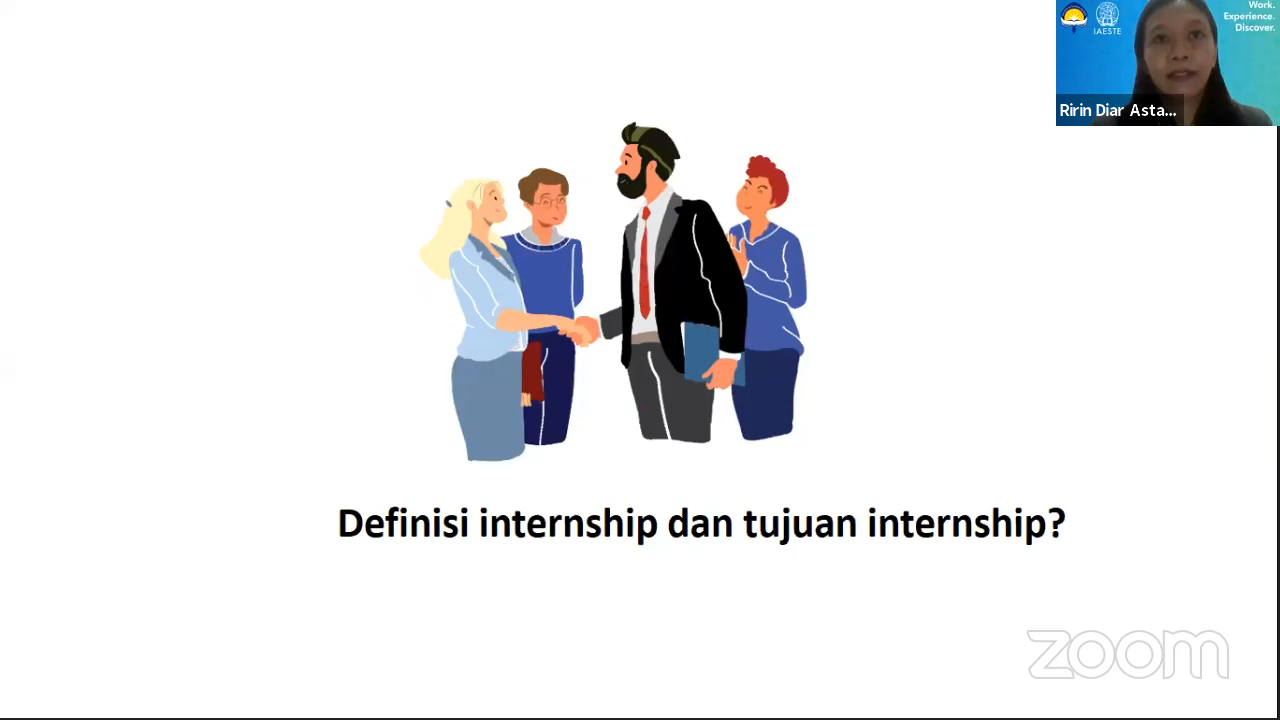 Work.
Experience.
Discover.
IAESTE
Ririn Diar Asta...
Definisi internship dan tujuan internship?
zoom